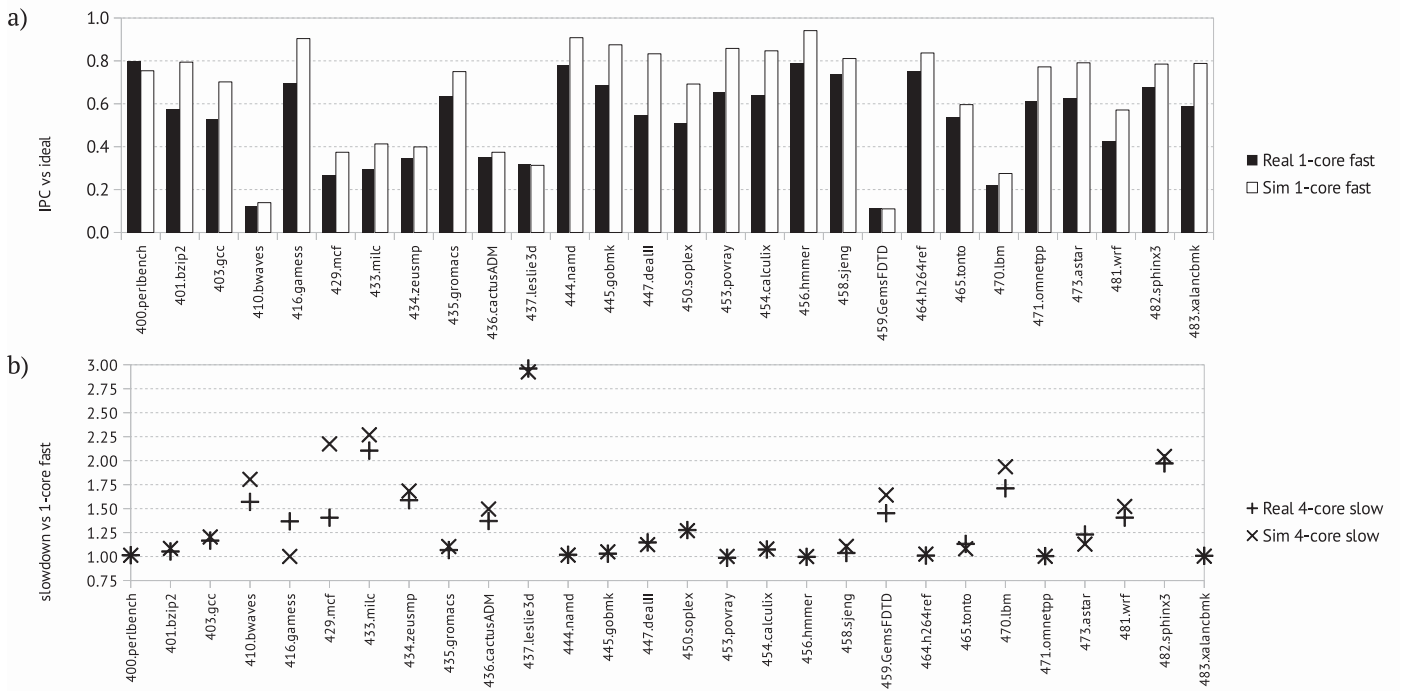 a)
1.0
0.8
0.6
0.4
0.2
0.0
IPC vs ideal
Real 1-core fast
Sim 1-core fast
400.perlbench
401.bzip2
403.gcc
410.bwaves
416.gamess
429.mcf
433.milc
434.zeusmp
435.gromacs
436.cactusADM
437.leslie3d
444.namd
445.gobmk
447.dealII
450.soplex
453.povray
454.calculix
456.hmmer
458.sjeng
459.GemsFDTD
464.h264ref
465.tonto
470.lbm
471.omnetpp
473.astar
481.wrf
482.sphinx3
483.xalancbmk
b)
3.00
2.75
2.50
2.25
2.00
1.75
1.50
1.25
1.00
0.75
slowdown vs 1-core fast
Real 4-core slow
Sim 4-core slow
400.perlbench
401.bzip2
403.gcc
410.bwaves
416.gamess
429.mcf
433.milc
434.zeusmp
435.gromacs
436.cactusADM
437.leslie3d
444.namd
445.gobmk
447.dealII
450.soplex
453.povray
454.calculix
456.hmmer
458.sjeng
459.GemsFDTD
464.h264ref
465.tonto
470.lbm
471.omnetpp
473.astar
481.wrf
482.sphinx3
483.xalancbmk